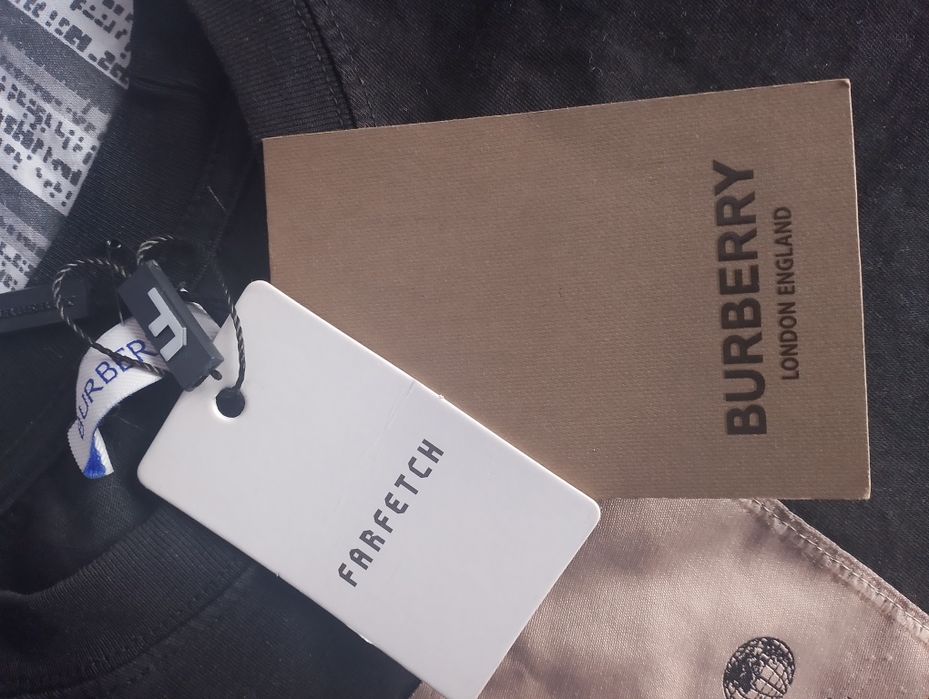 BURBERRY
LONDON ENGLAND
FARFETCH
F
BURBER